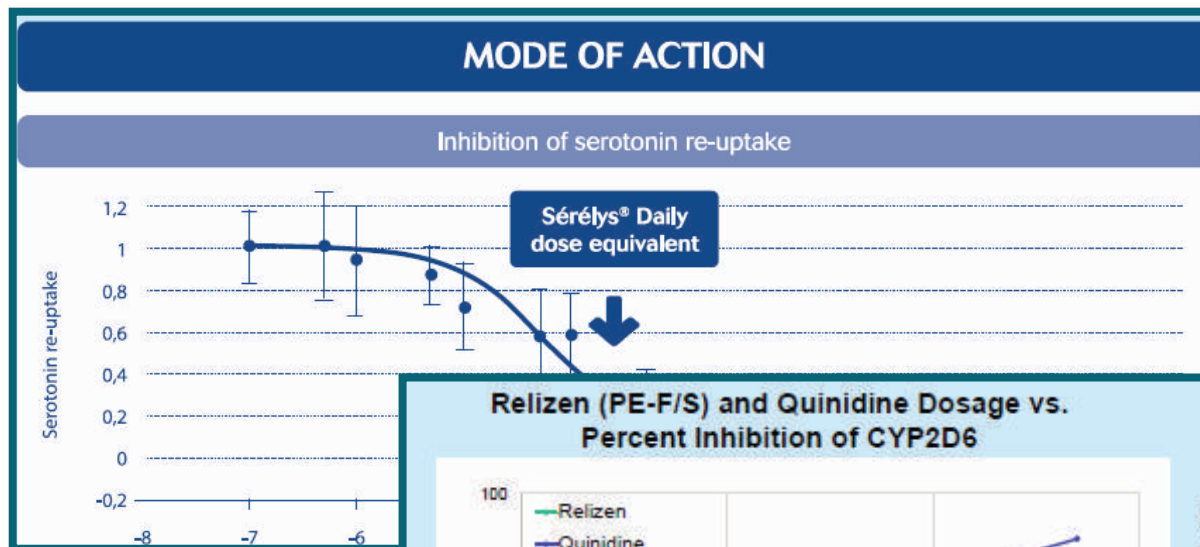 MODE OF ACTION
Inhibition of serotonin re-uptake
Sérélys® Daily
dose equivalent
Serotonin re-uptake
1,2
1
0,8
0,6
0,4
0,2
0
-0,2
-8
-7
-6
Relizen (PE-F/S) and Quinidine Dosage vs.
Percent Inhibition of CYP2D6
100
Relizen
Quinidine